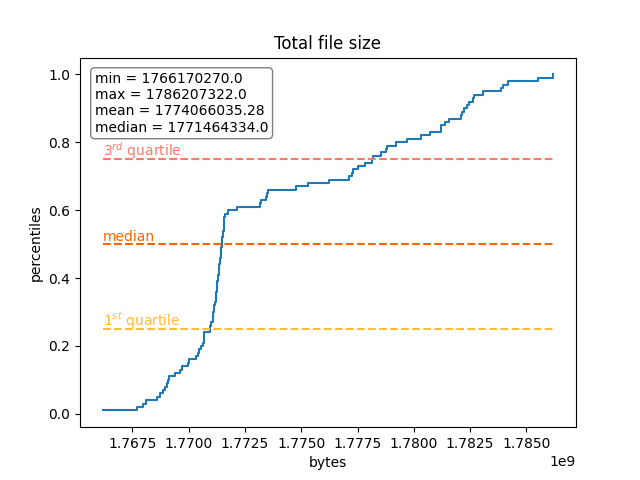 Total file size
min = 1766170270.0
max = 1786207322.0
mean = 1774066035.28
median = 1771464334.0
1.0
0.8
0.6
0.4
0.2
0.0
percentiles
3rd quartile
median
1st quartile
1.7675 1.7700 1.7725 1.7750 1.7775 1.7800 1.7825 1.7850
bytes
1e9